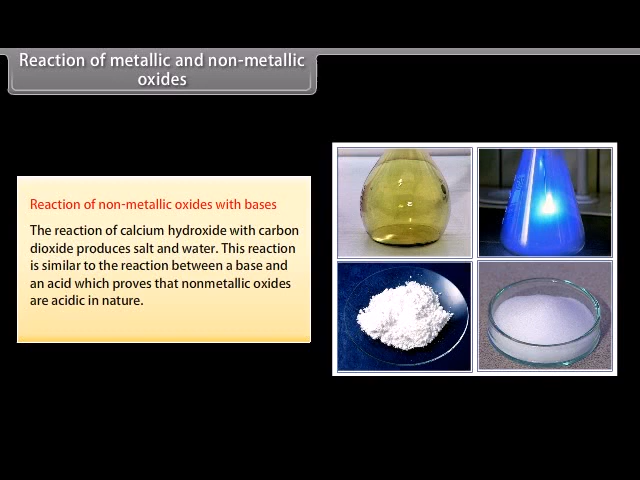 Reaction of metallic and non-metallic
oxides
Reaction of non-metallic oxides with bases
The reaction of calcium hydroxide with carbon
dioxide produces salt and water. This reaction
is similar to the reaction between a base and
an acid which proves that nonmetallic oxides
are acidic in nature.